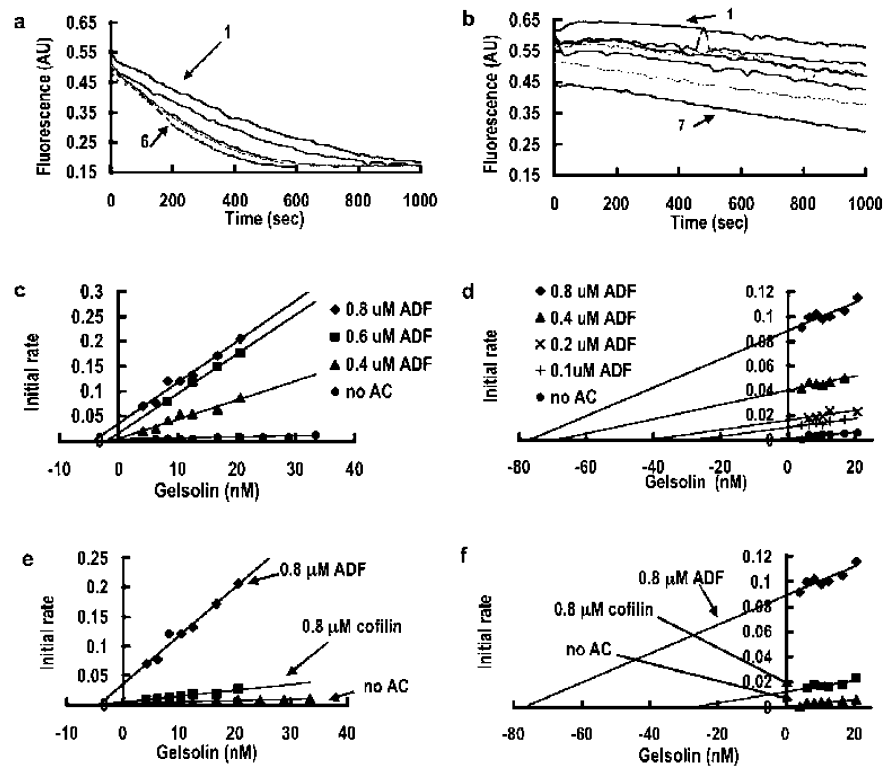 a
0.65
0.55
0.45
0.35
0.25
0.15
Fluorescence (AU)
1
6
0 200 400 600 800 1000
Time (sec)
b
0.65
0.55
0.45
0.35
0.25
0.15
Fluorescence (AU)
1
7
0 200 400 600 800 1000
Time (sec)
c
0.3
0.25
0.2
0.15
0.1
0.05
0
Initial rate
0.8 uM ADF
0.6 uM ADF
0.4 uM ADF
no AC
-10 0 10 20 30 40
Gelsolin (nM)
d
0.8 uM ADF
0.4 uM ADF
0.2 uM ADF
0.1uM ADF
no AC
0.12
0.1
0.08
0.06
0.04
0.02
0
Initial rate
-80 -70 -60 -50 -40 -30 -20 -10 0 10 20
Gelsolin (nM)
e
0.25
0.2
0.15
0.1
0.05
0
Initial rate
0.8 µM ADF
0.8 µM cofilin
no AC
-10 0 10 20 30 40
Gelsolin (nM)
f
0.12
0.1
0.08
0.06
0.04
0.02
0
Initial rate
0.8 µM ADF
0.8 µM cofilin
no AC
-80 -60 -40 -20 0 20
Gelsolin (nM)